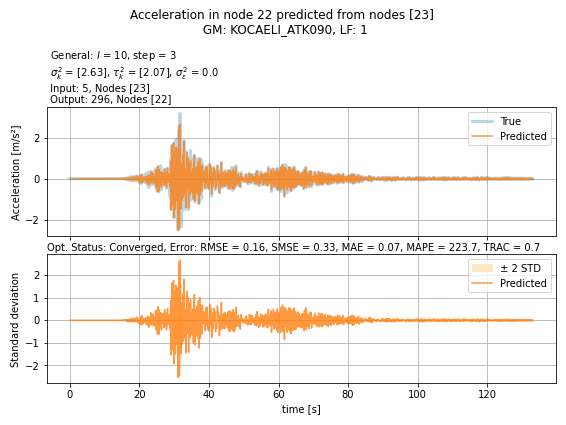 Acceleration in node 22 predicted from nodes [23]
GM: KOCAELI_ATK090, LF: 1
General: l = 10, step = 3
σ²ₖ = [2.63], τ²ₖ = [2.07], σ²ε = 0.0
Input: 5, Nodes [23]
Output: 296, Nodes [22]
True
Predicted
Acceleration [m/s²]
2
0
−2
Opt. Status: Converged, Error: RMSE = 0.16, SMSE = 0.33, MAE = 0.07, MAPE = 223.7, TRAC = 0.7
± 2 STD
Predicted
Standard deviation
2
1
0
−1
−2
0 20 40 60 80 100 120
time [s]